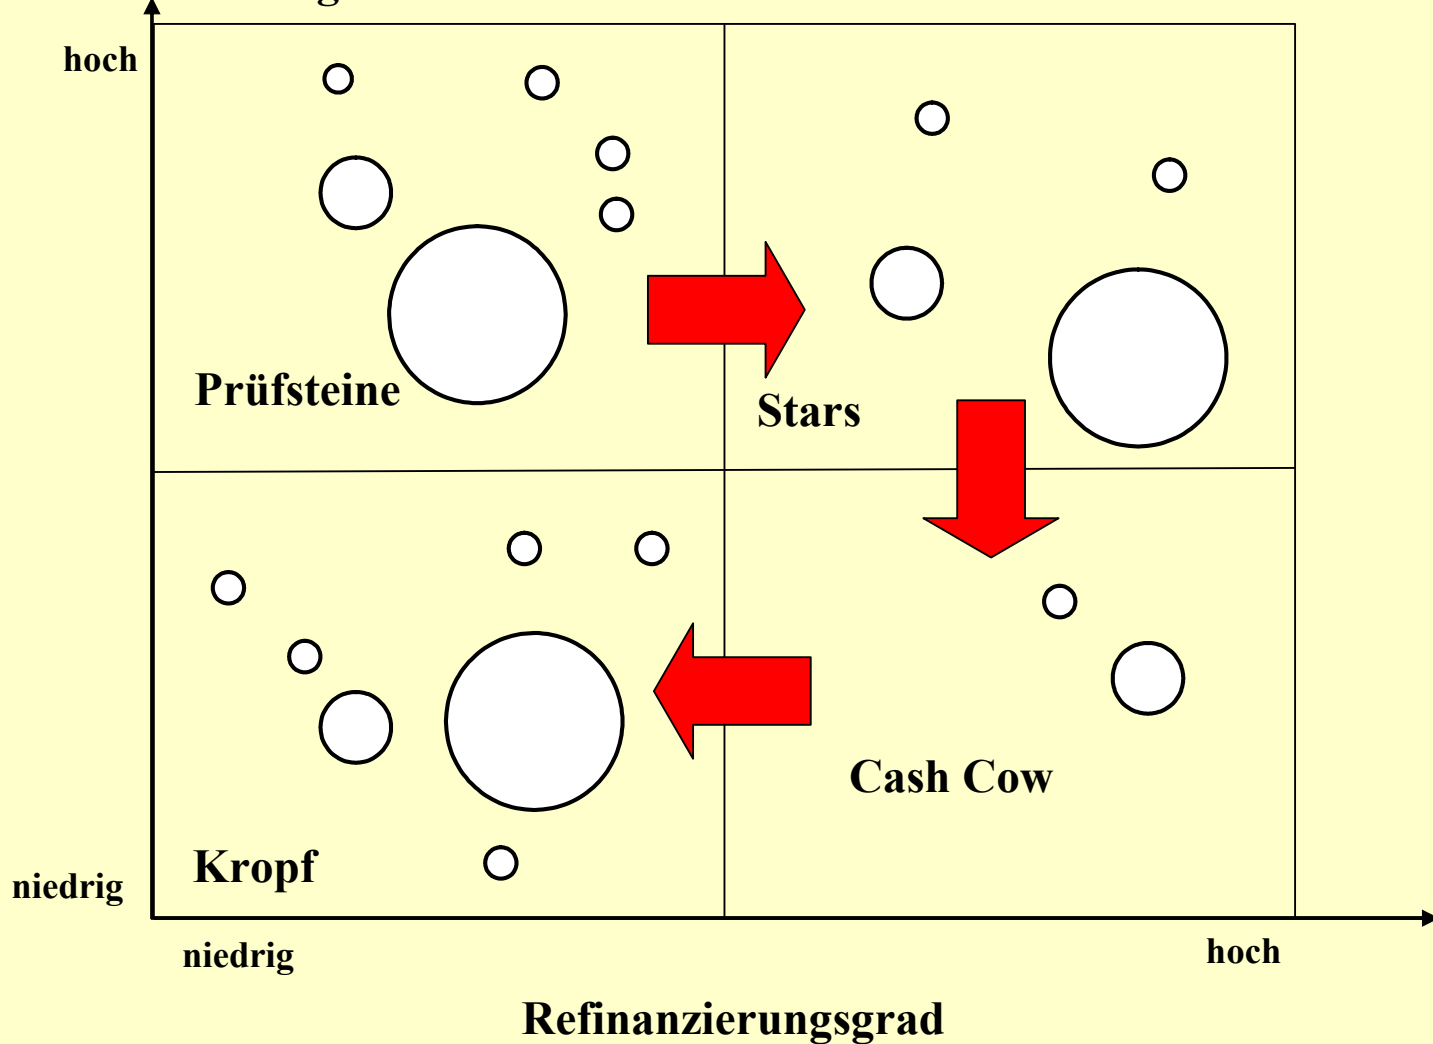 hoch
Prüfsteine
Stars
Cash Cow
Kropf
niedrig
niedrig
hoch
Refinanzierungsgrad